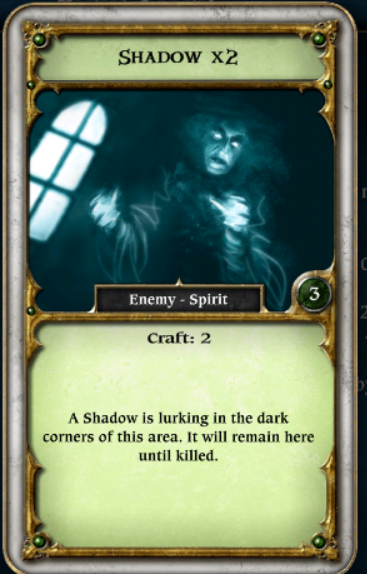 SHADOW X2
Enemy - Spirit
3
Craft: 2
A Shadow is lurking in the dark
corners of this area. It will remain here
until killed.